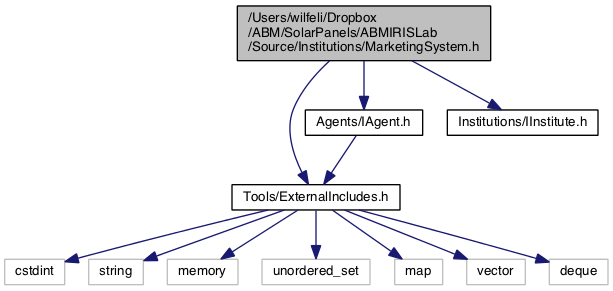 /Users/wilfeli/Dropbox
/ABM/SolarPanels/ABMIRISLab
/Source/Institutions/MarketingSystem.h
Agents/IAgent.h
Institutions/IInstitute.h
Tools/ExternalIncludes.h
cstdint
string
memory
unordered_set
map
vector
deque